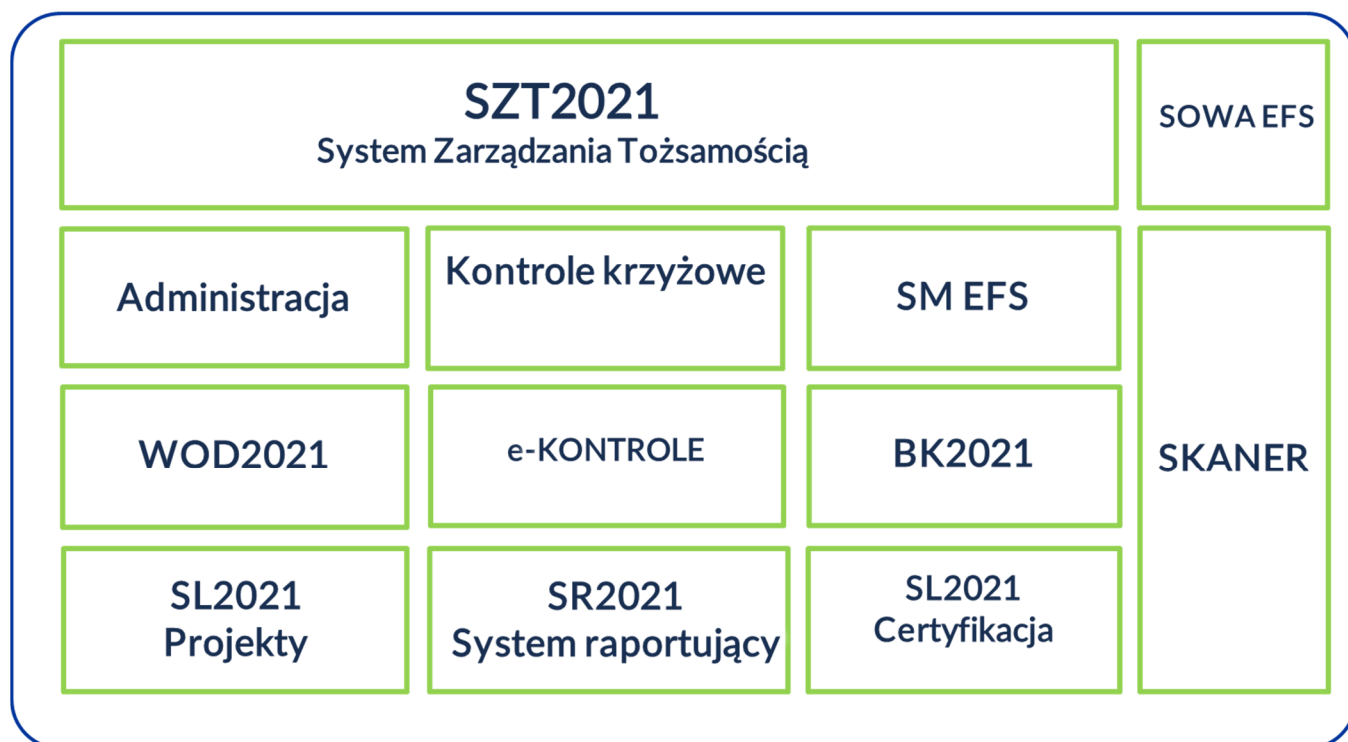 SZT2021
System Zarządzania Tożsamością
SOWA EFS
Administracja
Kontrole krzyżowe
SM EFS
WOD2021
e-KONTROLE
BK2021
SKANER
SL2021
Projekty
SR2021
System raportujący
SL2021
Certyfikacja